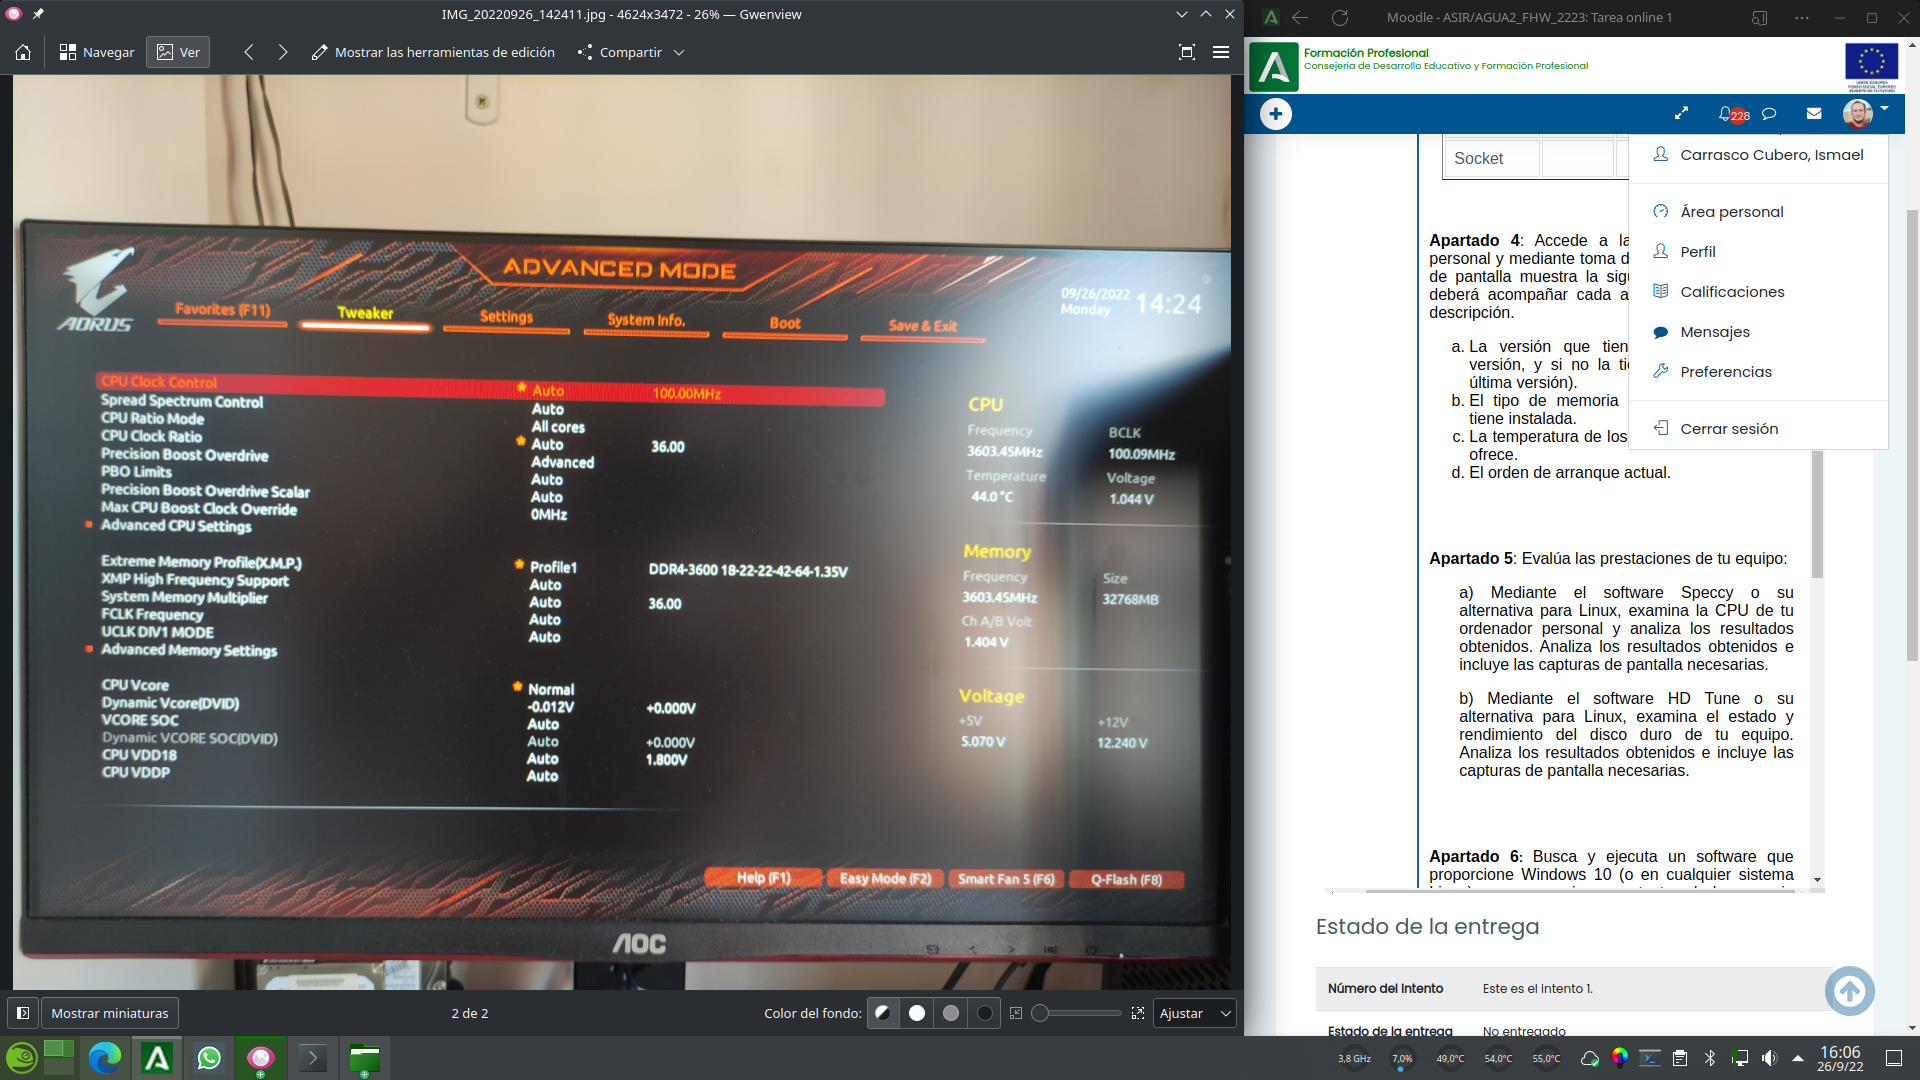 IMG_20220926_142411.jpg - 4624x3472 - 26% — Gwenview
Navegar
Ver
Mostrar las herramientas de edición
Compartir
AORUS
ADVANCED MODE
09/26/2022
Monday
14:24
Favorites (F11)
Tweaker
Settings
System Info.
Boot
Save & Exit
CPU Clock Control Auto 100.00MHz
Spread Spectrum Control Auto
CPU Ratio Mode All cores
CPU Clock Ratio Auto 36.00
Precision Boost Overdrive Advanced
PBO Limits Auto
Precision Boost Overdrive Scalar Auto
Max CPU Boost Clock Override 0MHz
Advanced CPU Settings
Extreme Memory Profile(X.M.P.) Profile1 DDR4-3600 18-22-22-42-64-1.35V
XMP High Frequency Support Auto
System Memory Multiplier Auto 36.00
FCLK Frequency Auto
UCLK DIV1 MODE Auto
Advanced Memory Settings
CPU Vcore Normal
Dynamic Vcore(DVID) -0.012V +0.000V
VCORE SOC Auto
Dynamic VCORE SOC(DVID) Auto +0.000V
CPU VDD18 Auto 1.800V
CPU VDDP Auto
CPU
Frequency BCLK
3603.45MHz 100.09MHz
Temperature Voltage
44.0 °C 1.044 V
Memory
Frequency Size
3603.45MHz 32768MB
Ch A/B Volt
1.404 V
Voltage
+5V +12V
5.070 V 12.240 V
Help (F1)
Easy Mode (F2)
Smart Fan 5 (F6)
Q-Flash (F8)
AOC
Mostrar miniaturas
2 de 2
Color del fondo:
Ajustar
Moodle - ASIR/AGUA2_FHW_2223: Tarea online 1
Formación Profesional
Consejería de Desarrollo Educativo y Formación Profesional
228
Carrasco Cubero, Ismael
Área personal
Perfil
Calificaciones
Mensajes
Preferencias
Cerrar sesión
Socket
Apartado 4: Accede a la
personal y mediante toma d
de pantalla muestra la sigu
deberá acompañar cada a
descripción.
a. La versión que tien
versión, y si no la ti
última versión).
b. El tipo de memoria
tiene instalada.
c. La temperatura de los
ofrece.
d. El orden de arranque actual.
Apartado 5: Evalúa las prestaciones de tu equipo:
a) Mediante el software Speccy o su
alternativa para Linux, examina la CPU de tu
ordenador personal y analiza los resultados
obtenidos. Analiza los resultados obtenidos e
incluye las capturas de pantalla necesarias.
b) Mediante el software HD Tune o su
alternativa para Linux, examina el estado y
rendimiento del disco duro de tu equipo.
Analiza los resultados obtenidos e incluye las
capturas de pantalla necesarias.
Apartado 6: Busca y ejecuta un software que
proporcione Windows 10 (o en cualquier sistema
Estado de la entrega
Número del intento Este es el intento 1.
Estado de la entrega No entregado
3,8 GHz
7,0%
49,0°C
54,0°C
55,0°C
16:06
26/9/22